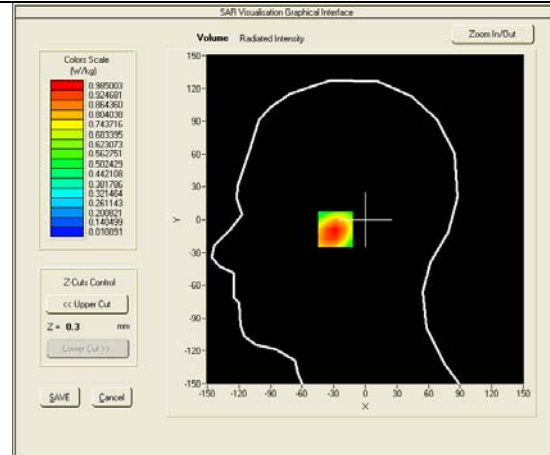 SAR Visualisation Graphical Interface
Volume Radiated Intensity
Zoom In/Out
Colors Scale
(W/kg)
0.985003
0.924681
0.864360
0.804038
0.743716
0.683395
0.623073
0.562751
0.502429
0.442108
0.381786
0.321464
0.261143
0.200821
0.140499
0.010891
Z-Cuts Control
<< Upper Cut
Z = 0.3 mm
Lower Cut >>
SAVE Cancel
150
120
90
60
30
0
-30
-60
-90
-120
-150
Y
-150 -120 -90 -60 -30 0 30 60 90 120 150
X